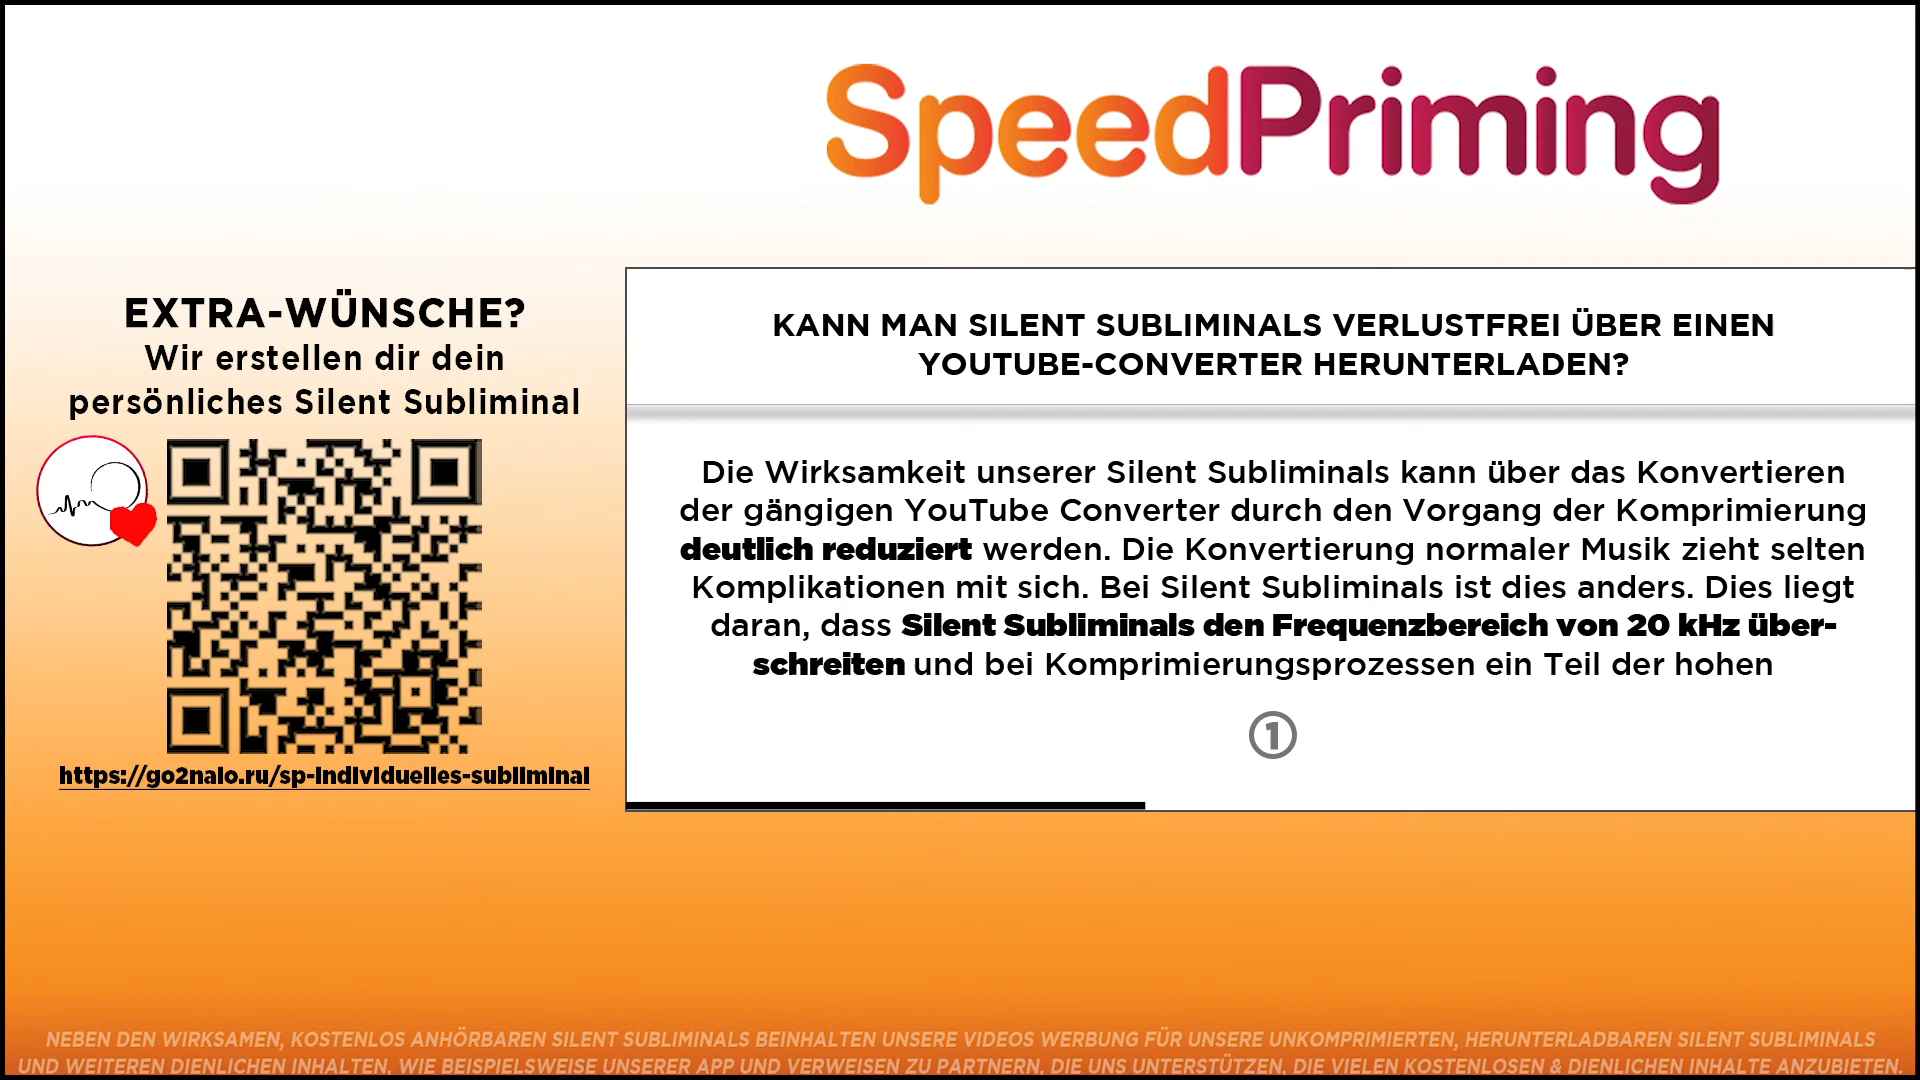 SpeedPriming
EXTRA-WÜNSCHE?
Wir erstellen dir dein
persönliches Silent Subliminal
https://go2nalo.ru/sp-individuelles-subliminal
KANN MAN SILENT SUBLIMINALS VERLUSTFREI ÜBER EINEN
YOUTUBE-CONVERTER HERUNTERLADEN?
Die Wirksamkeit unserer Silent Subliminals kann über das Konvertieren
der gängigen YouTube Converter durch den Vorgang der Komprimierung
deutlich reduziert werden. Die Konvertierung normaler Musik zieht selten
Komplikationen mit sich. Bei Silent Subliminals ist dies anders. Dies liegt
daran, dass Silent Subliminals den Frequenzbereich von 20 kHz über-
schreiten und bei Komprimierungsprozessen ein Teil der hohen
①
NEBEN DEN WIRKSAMEN, KOSTENLOS ANHÖRBAREN SILENT SUBLIMINALS BEINHALTEN UNSERE VIDEOS WERBUNG FÜR UNSERE UNKOMPRIMIERTEN, HERUNTERLADBAREN SILENT SUBLIMINALS
UND WEITEREN DIENLICHEN INHALTEN, WIE BEISPIELSWEISE UNSERER APP UND VERWEISEN ZU PARTNERN, DIE UNS UNTERSTÜTZEN, DIE VIELEN KOSTENLOSEN & DIENLICHEN INHALTE ANZUBIETEN.